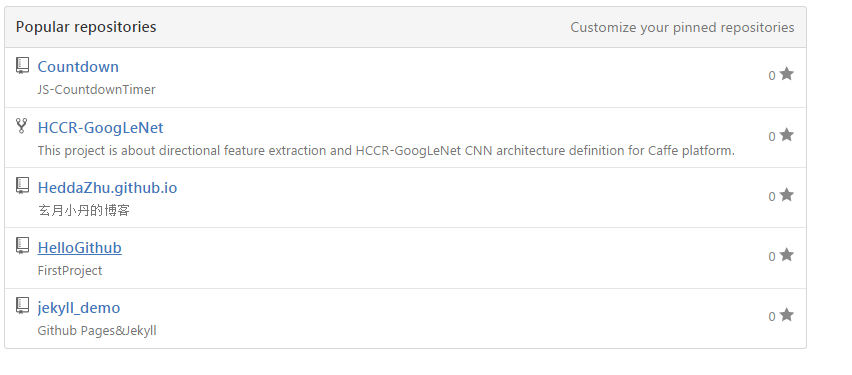 Popular repositories Customize your pinned repositories
Countdown 0
JS-CountdownTimer
HCCR-GoogLeNet 0
This project is about directional feature extraction and HCCR-GoogLeNet CNN architecture definition for Caffe platform.
HeddaZhu.github.io 0
玄月小丹的博客
HelloGithub 0
FirstProject
jekyll_demo 0
Github Pages&Jekyll